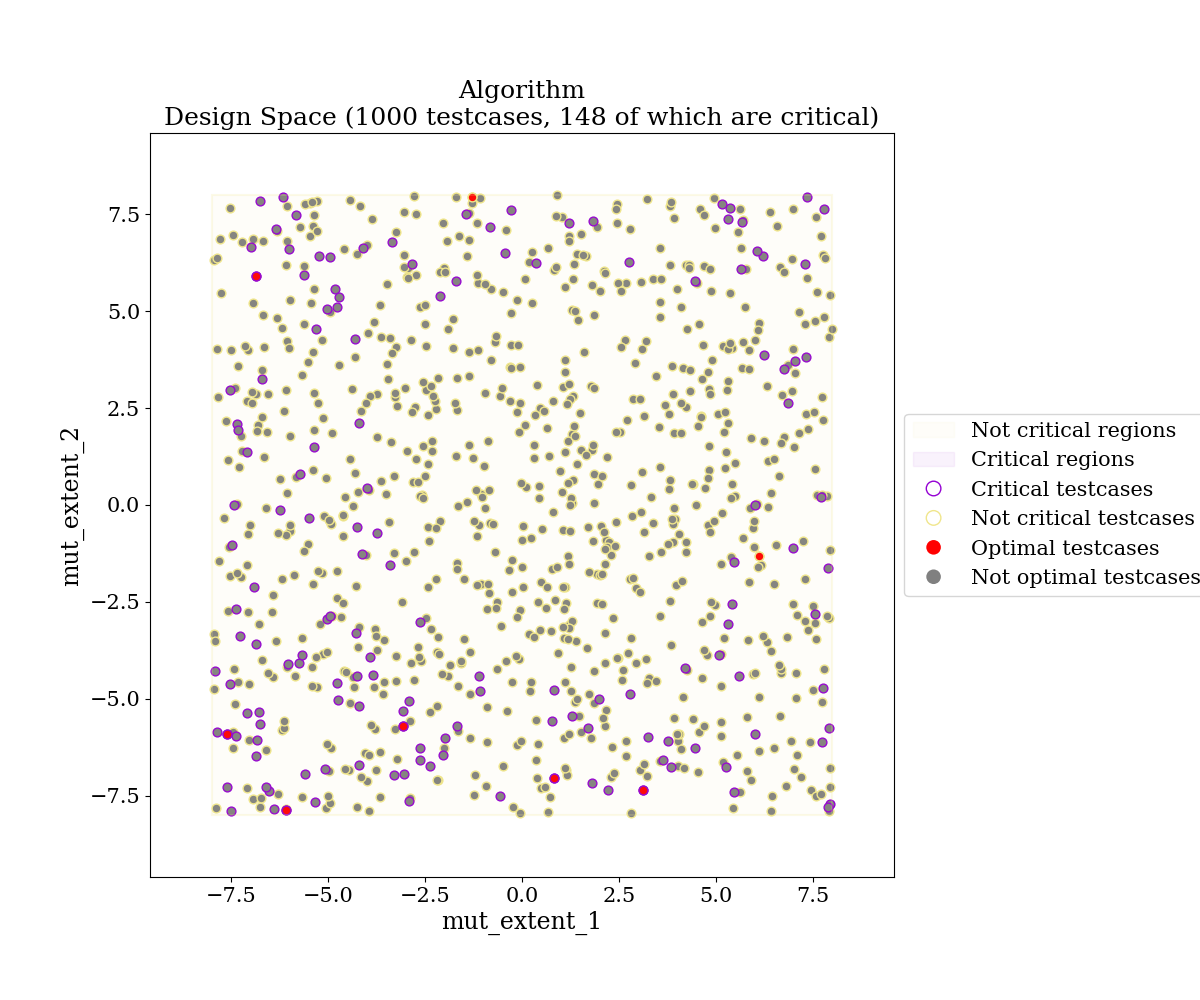 Algorithm
Design Space (1000 testcases, 148 of which are critical)
7.5
5.0
2.5
0.0
−2.5
−5.0
−7.5
mut_extent_2
−7.5
−5.0
−2.5
0.0
2.5
5.0
7.5
mut_extent_1
Not critical regions
Critical regions
Critical testcases
Not critical testcases
Optimal testcases
Not optimal testcases